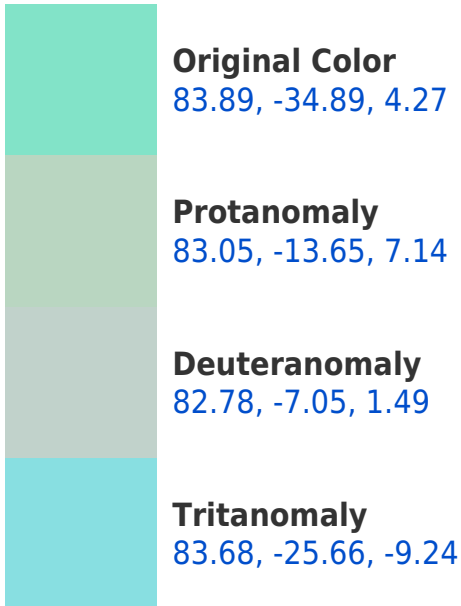 Original Color
83.89, -34.89, 4.27
Protanomaly
83.05, -13.65, 7.14
Deuteranomaly
82.78, -7.05, 1.49
Tritanomaly
83.68, -25.66, -9.24